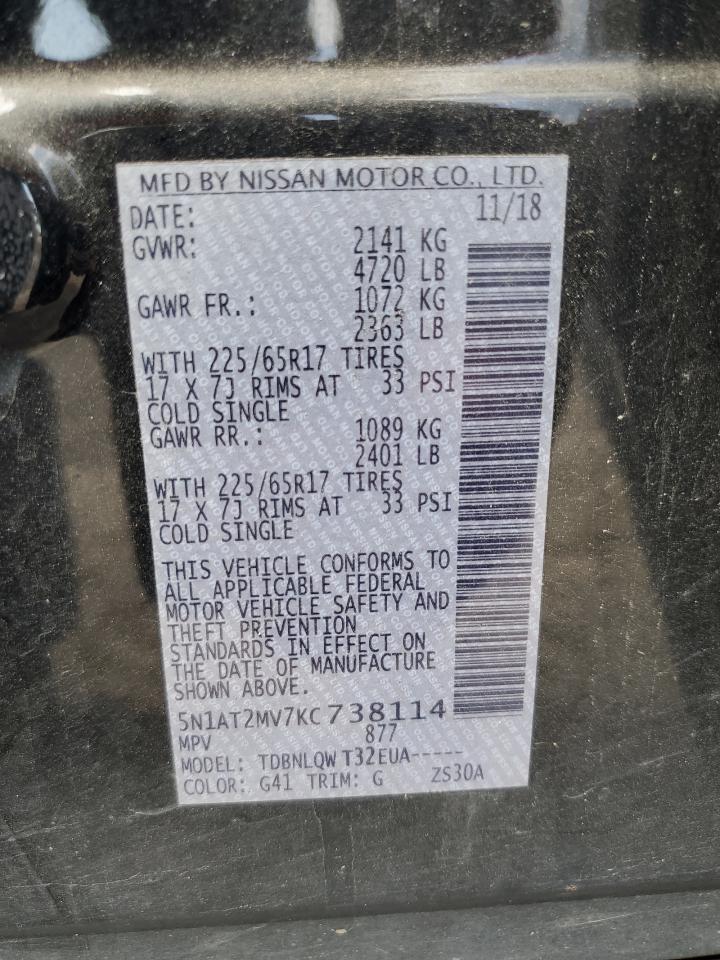 MFD BY NISSAN MOTOR CO., LTD.
DATE: 11/18
GVWR: 2141 KG
4720 LB
GAWR FR.: 1072 KG
2363 LB
WITH 225/65R17 TIRES
17 X 7J RIMS AT 33 PSI
COLD SINGLE
GAWR RR.: 1089 KG
2401 LB
WITH 225/65R17 TIRES
17 X 7J RIMS AT 33 PSI
COLD SINGLE
THIS VEHICLE CONFORMS TO
ALL APPLICABLE FEDERAL
MOTOR VEHICLE SAFETY AND
THEFT PREVENTION
STANDARDS IN EFFECT ON
THE DATE OF MANUFACTURE
SHOWN ABOVE.
5N1AT2MV7KC738114
MPV 877
MODEL: TDBNLQW T32EUA-----
COLOR: G41 TRIM: G ZS30A